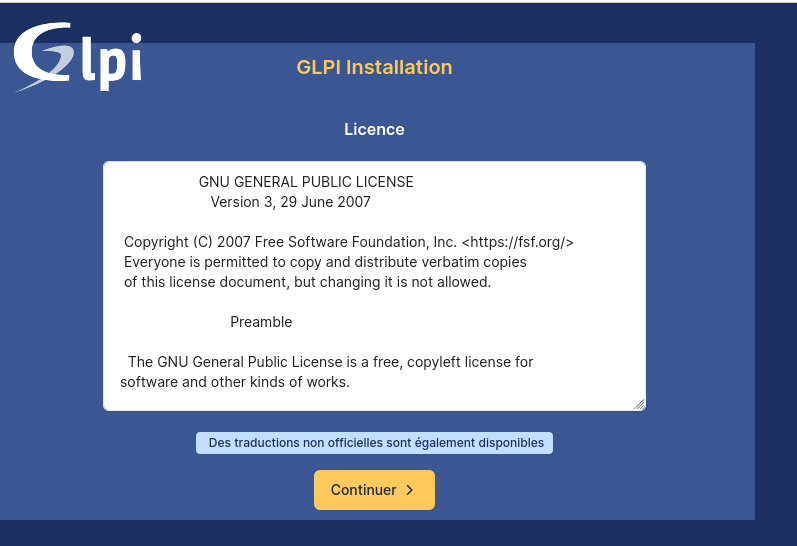 Glpi
GLPI Installation
Licence
GNU GENERAL PUBLIC LICENSE
Version 3, 29 June 2007
Copyright (C) 2007 Free Software Foundation, Inc. <https://fsf.org/>
Everyone is permitted to copy and distribute verbatim copies
of this license document, but changing it is not allowed.
Preamble
The GNU General Public License is a free, copyleft license for
software and other kinds of works.
Des traductions non officielles sont également disponibles
Continuer